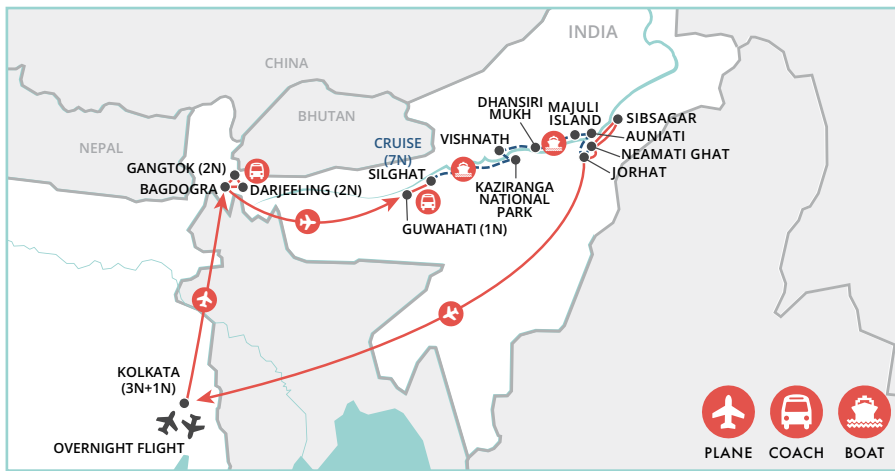 INDIA
CHINA
BHUTAN
NEPAL
DHANSIRI
MUKH
MAJULI
ISLAND
SIBSAGAR
AUNIATI
NEAMATI GHAT
JORHAT
VISHNATH
CRUISE
(7N)
SILGHAT
KAZIRANGA
NATIONAL
PARK
GANGTOK (2N)
BAGDOGRA
DARJEELING (2N)
GUWAHATI (1N)
KOLKATA
(3N+1N)
OVERNIGHT FLIGHT
PLANE
COACH
BOAT